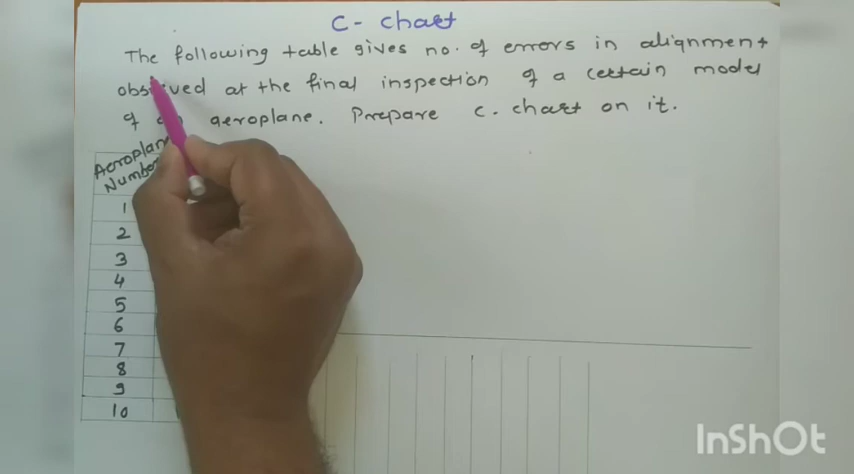 C - chart
The following table gives no. of errors in alignment
at the final inspection of a certain model
of aeroplane. Prepare c. chart on it.
Aeroplane
Number
1
2
3
4
5
6
7
8
9
10
InShOt